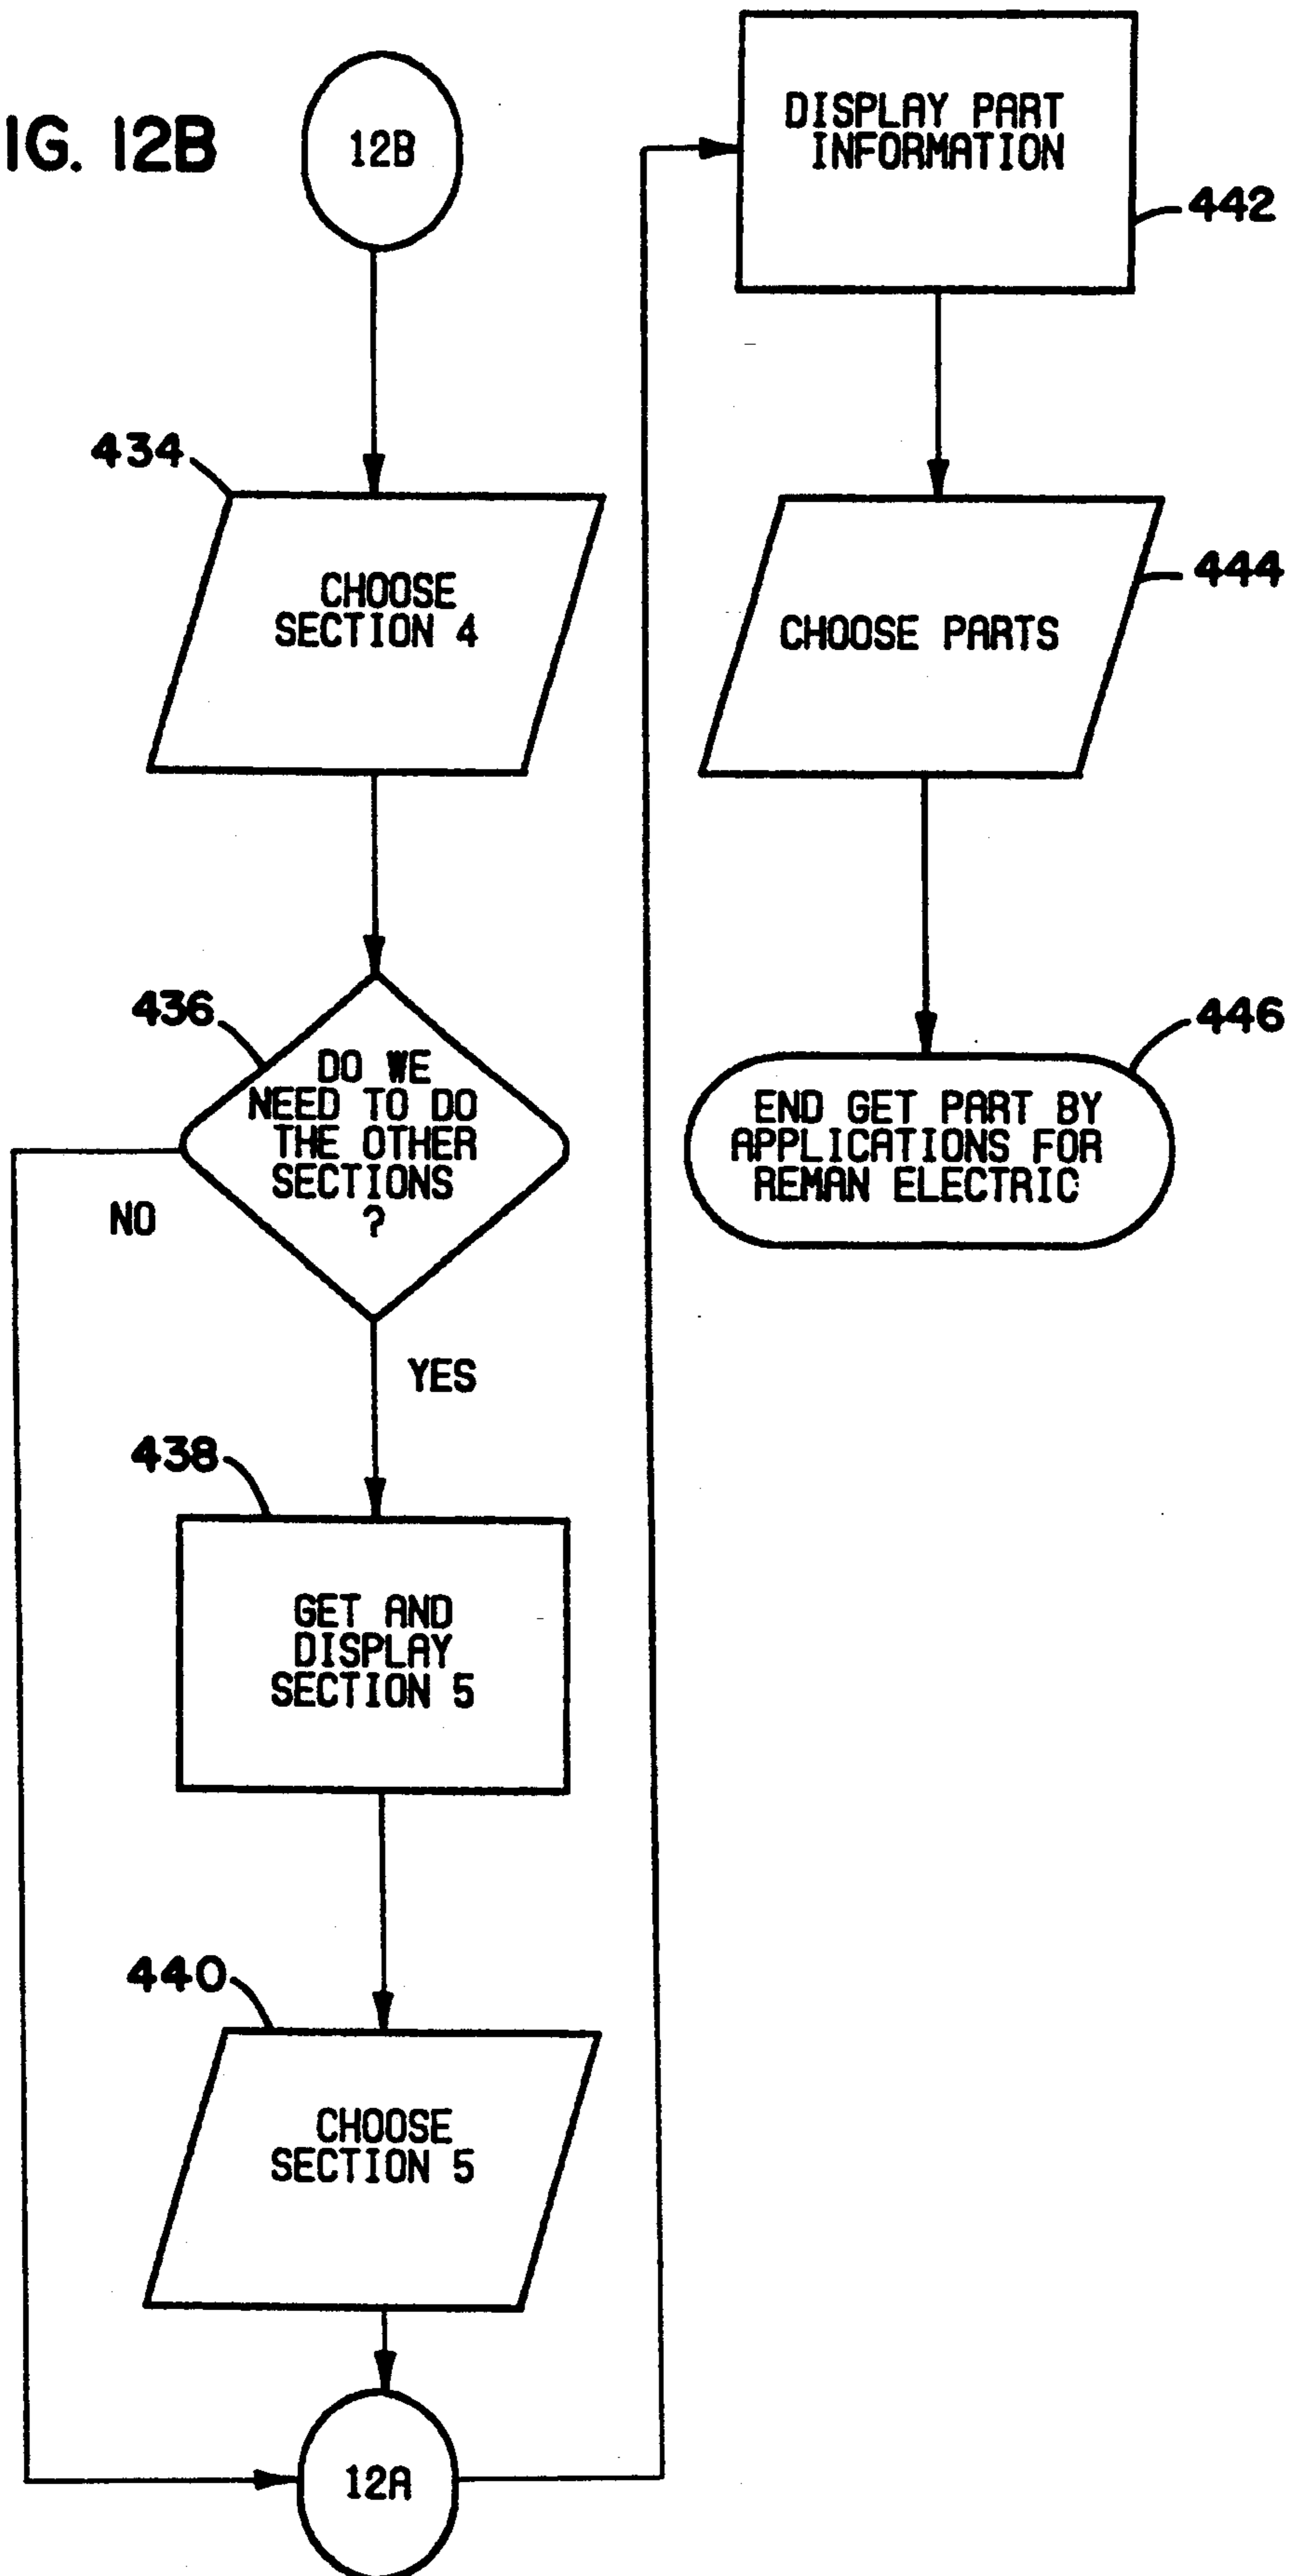 IG. 12B
12B
434
CHOOSE
SECTION 4
436
DO WE
NEED TO DO
THE OTHER
SECTIONS
?
NO
YES
438
GET AND
DISPLAY
SECTION 5
440
CHOOSE
SECTION 5
12A
DISPLAY PART
INFORMATION
442
444
CHOOSE PARTS
446
END GET PART BY
APPLICATIONS FOR
REMAN ELECTRIC